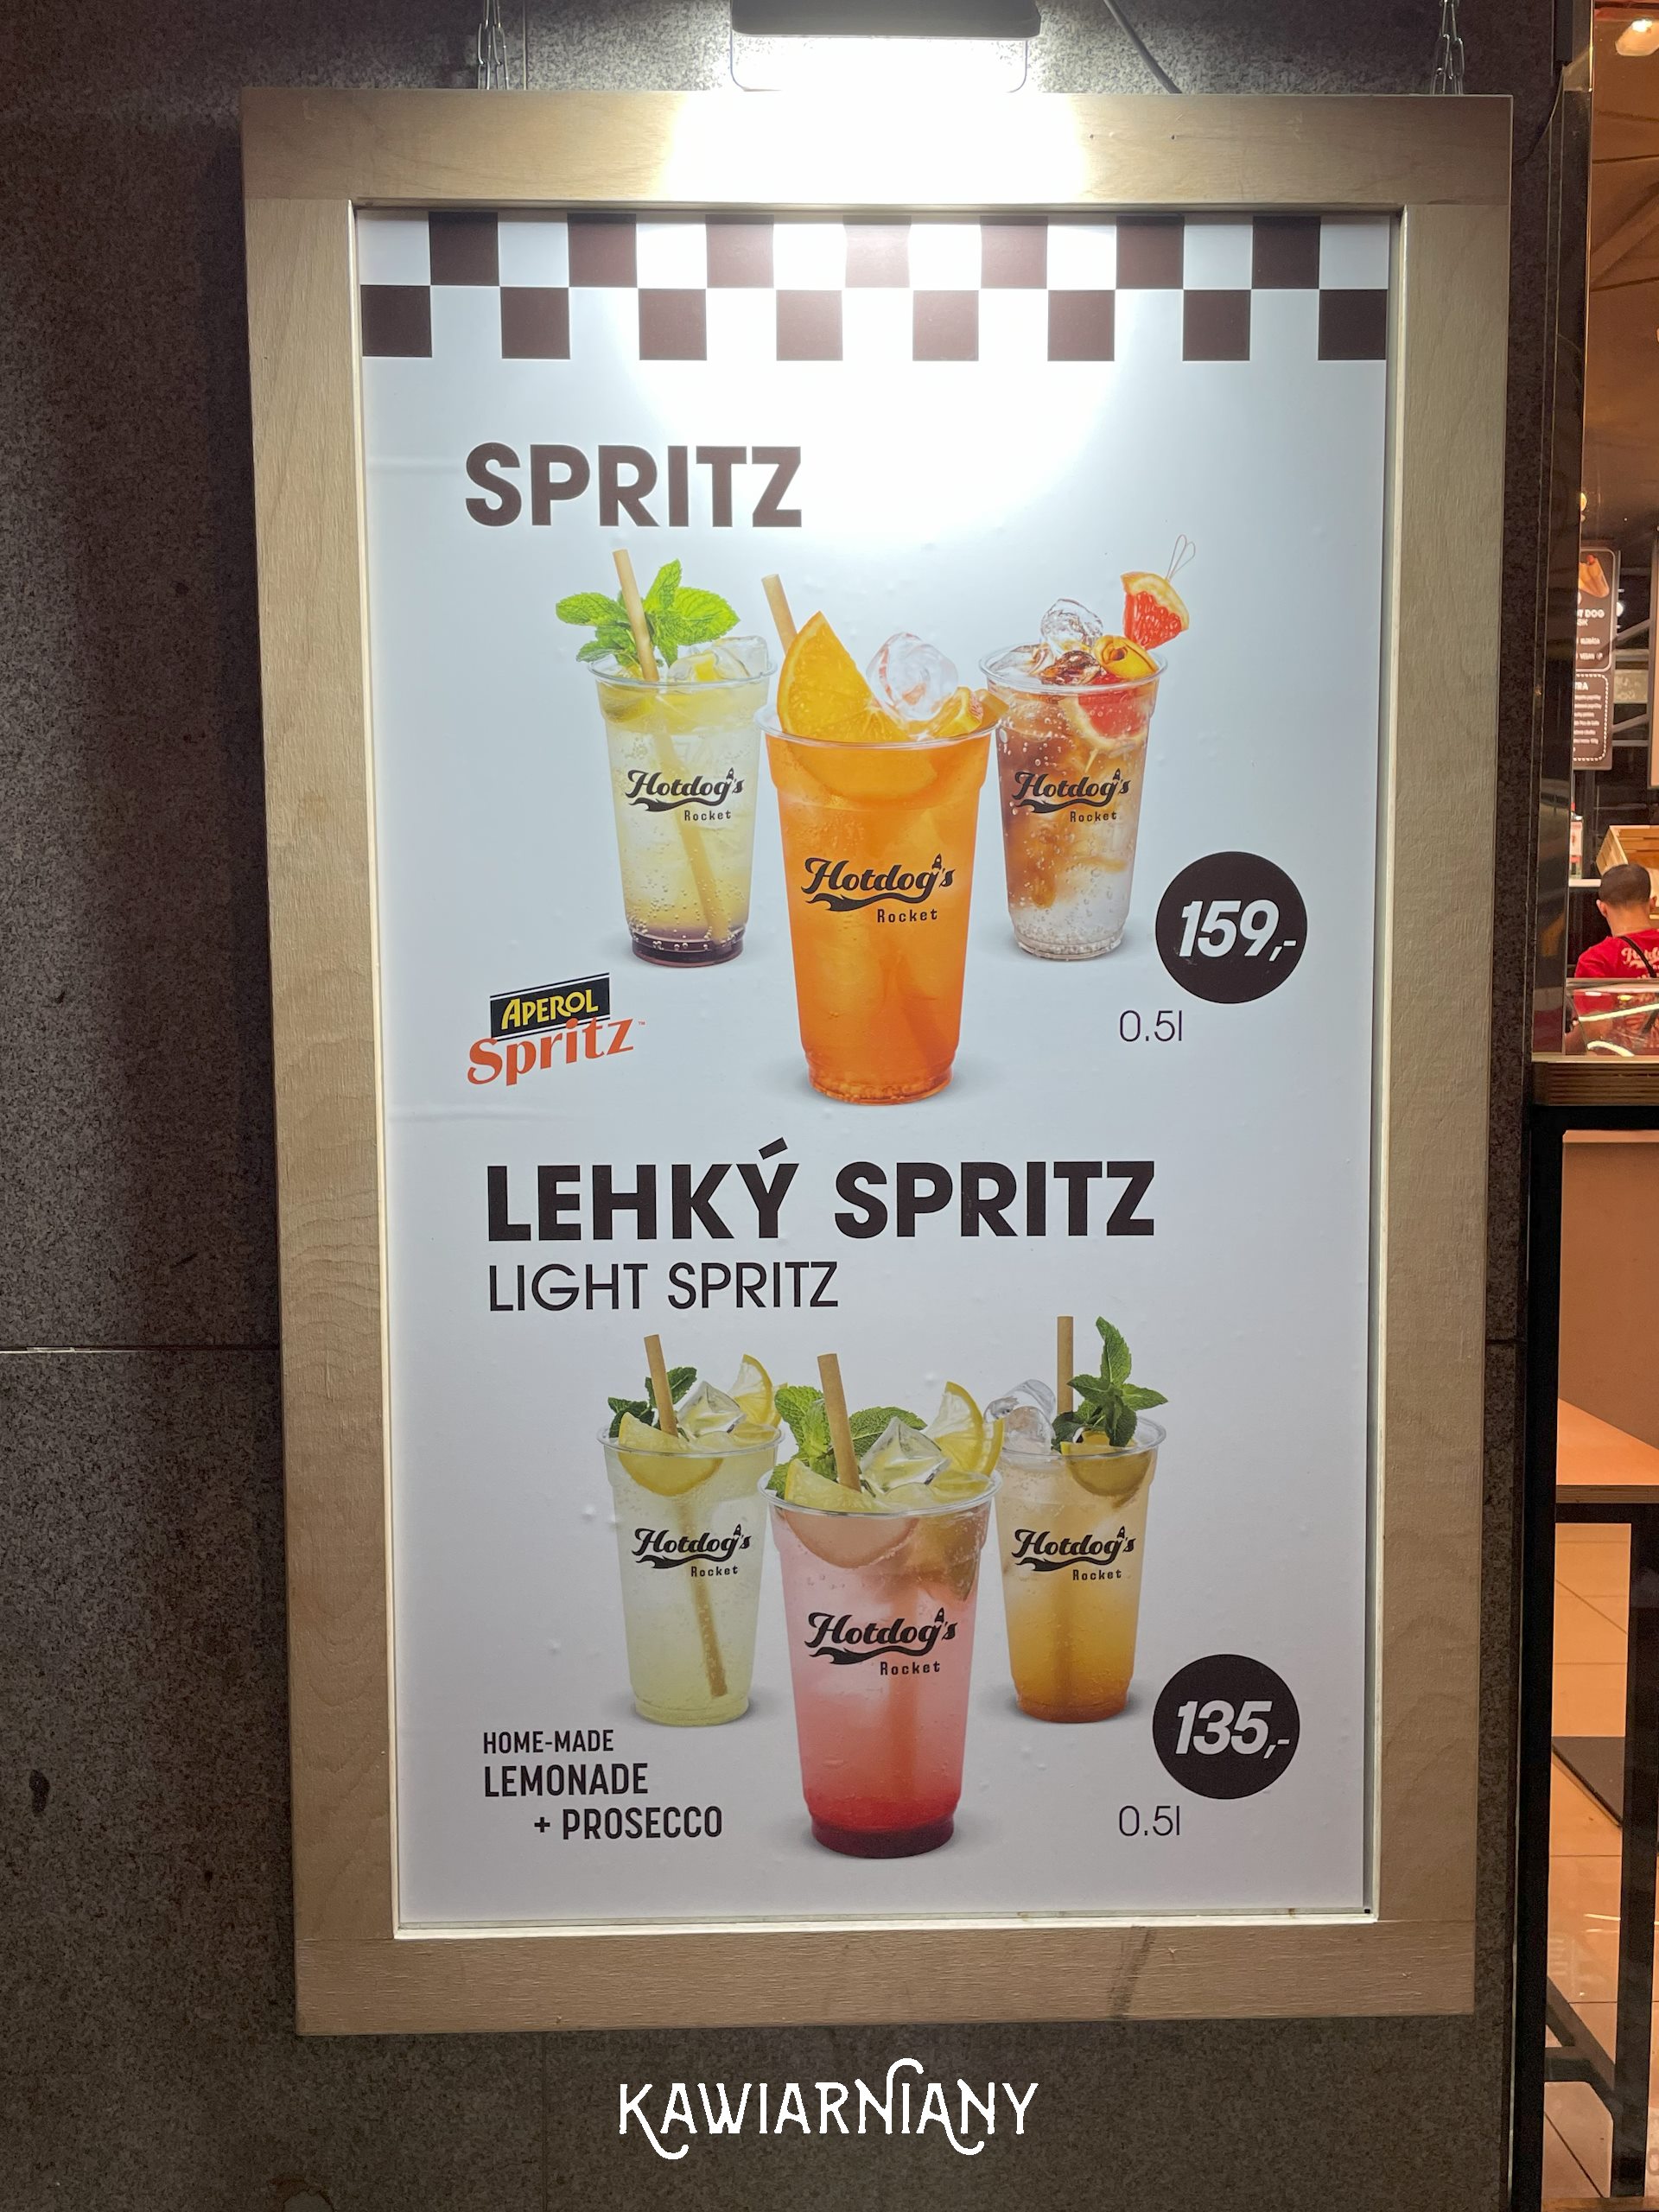 SPRITZ
Hotdog's
Rocket
Hotdog's
Rocket
Hotdog's
Rocket
159,-
0.5l
APEROL
Spritz™
LEHKÝ SPRITZ
LIGHT SPRITZ
Hotdog's
Rocket
Hotdog's
Rocket
Hotdog's
Rocket
135,-
0.5l
HOME-MADE
LEMONADE
+ PROSECCO
KAWIARNIANY